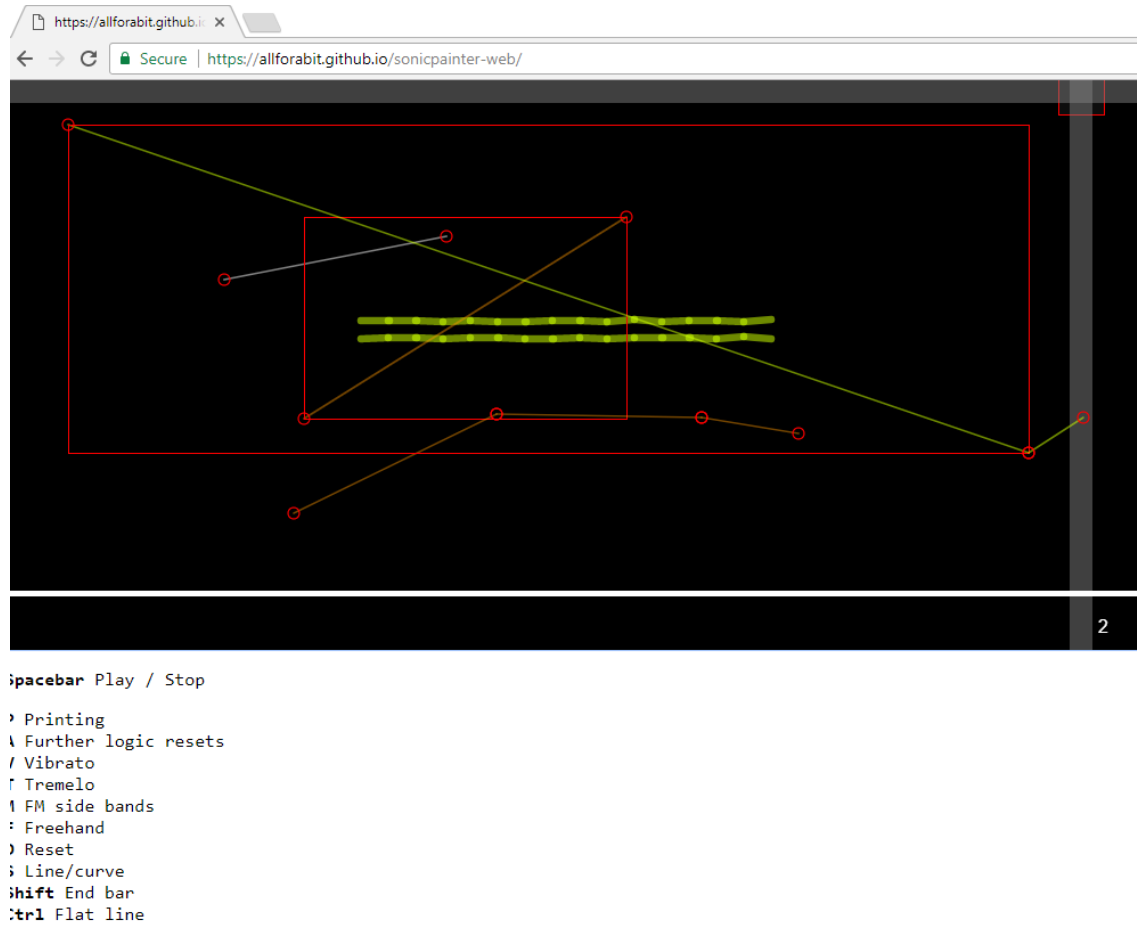 https://allforabit.github.i
Secure | https://allforabit.github.io/sonicpainter-web/
2
Spacebar Play / Stop
P Printing
A Further logic resets
V Vibrato
T Tremelo
M FM side bands
F Freehand
D Reset
S Line/curve
Shift End bar
Ctrl Flat line